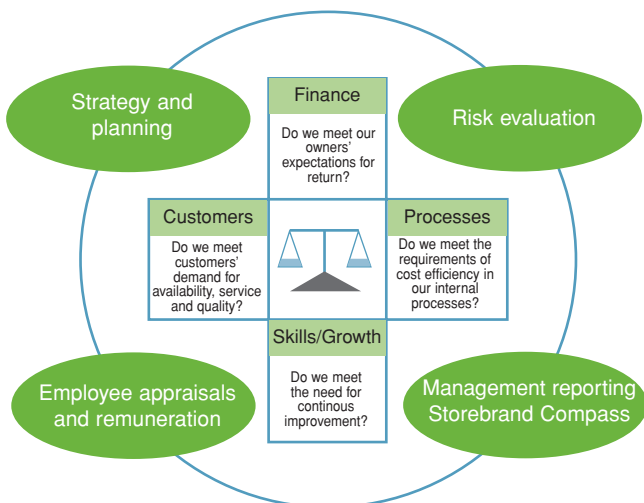 Strategy and
planning
Finance
Do we meet our
owners'
expectations for
return?
Risk evaluation
Customers
Do we meet
customers'
demand for
availability, service
and quality?
Processes
Do we meet the
requirements of
cost efficiency in
our internal
processes?
Skills/Growth
Do we meet
the need for
continous
improvement?
Employee appraisals
and remuneration
Management reporting
Storebrand Compass